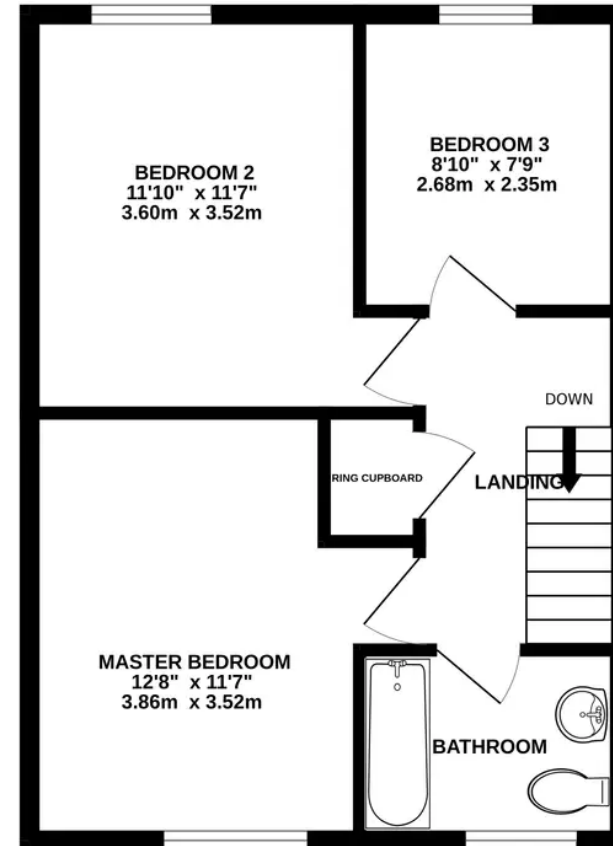 BEDROOM 2
11'10" x 11'7"
3.60m x 3.52m
BEDROOM 3
8'10" x 7'9"
2.68m x 2.35m
DOWN
RING CUPBOARD
LANDING
MASTER BEDROOM
12'8" x 11'7"
3.86m x 3.52m
BATHROOM